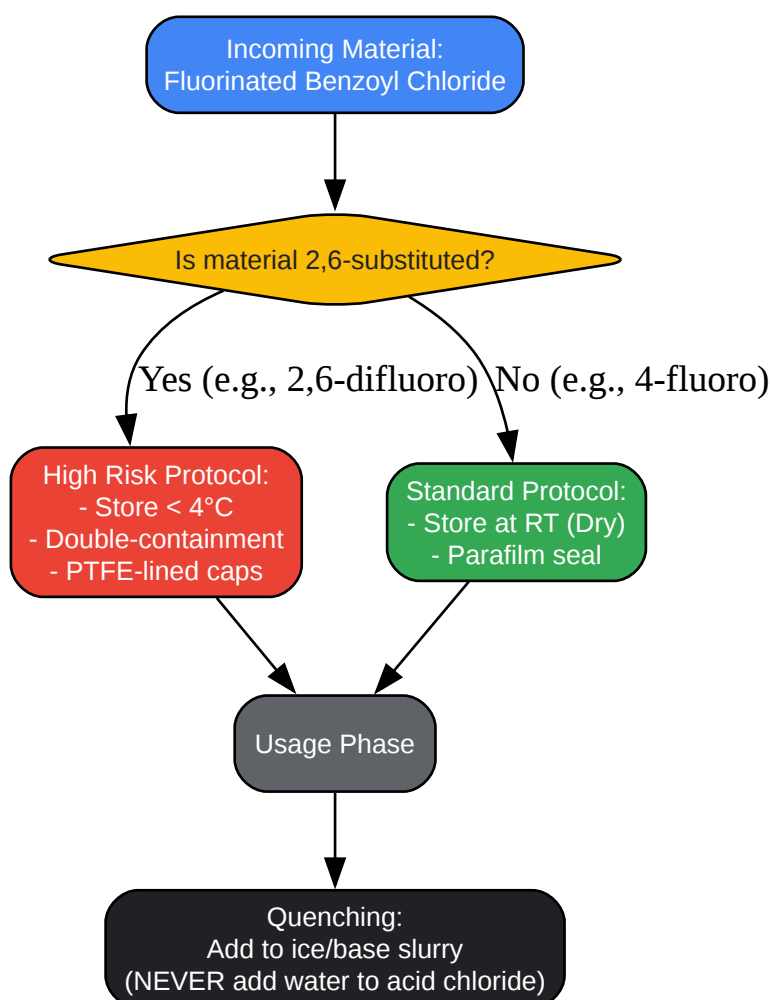 Incoming Material:
Fluorinated Benzoyl Chloride
Is material 2,6-substituted?
Yes (e.g., 2,6-difluoro)
No (e.g., 4-fluoro)
High Risk Protocol:
- Store < 4°C
- Double-containment
- PTFE-lined caps
Standard Protocol:
- Store at RT (Dry)
- Parafilm seal
Usage Phase
Quenching:
Add to ice/base slurry
(NEVER add water to acid chloride)